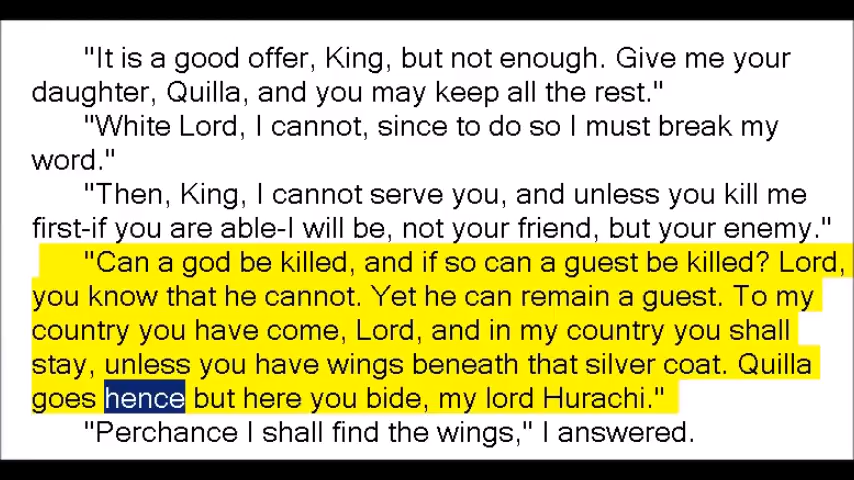 "It is a good offer, King, but not enough. Give me your
daughter, Quilla, and you may keep all the rest."
"White Lord, I cannot, since to do so I must break my
word."
"Then, King, I cannot serve you, and unless you kill me
first-if you are able-I will be, not your friend, but your enemy."
"Can a god be killed, and if so can a guest be killed? Lord,
you know that he cannot. Yet he can remain a guest. To my
country you have come, Lord, and in my country you shall
stay, unless you have wings beneath that silver coat. Quilla
goes hence but here you bide, my lord Hurachi."
"Perchance I shall find the wings," I answered.